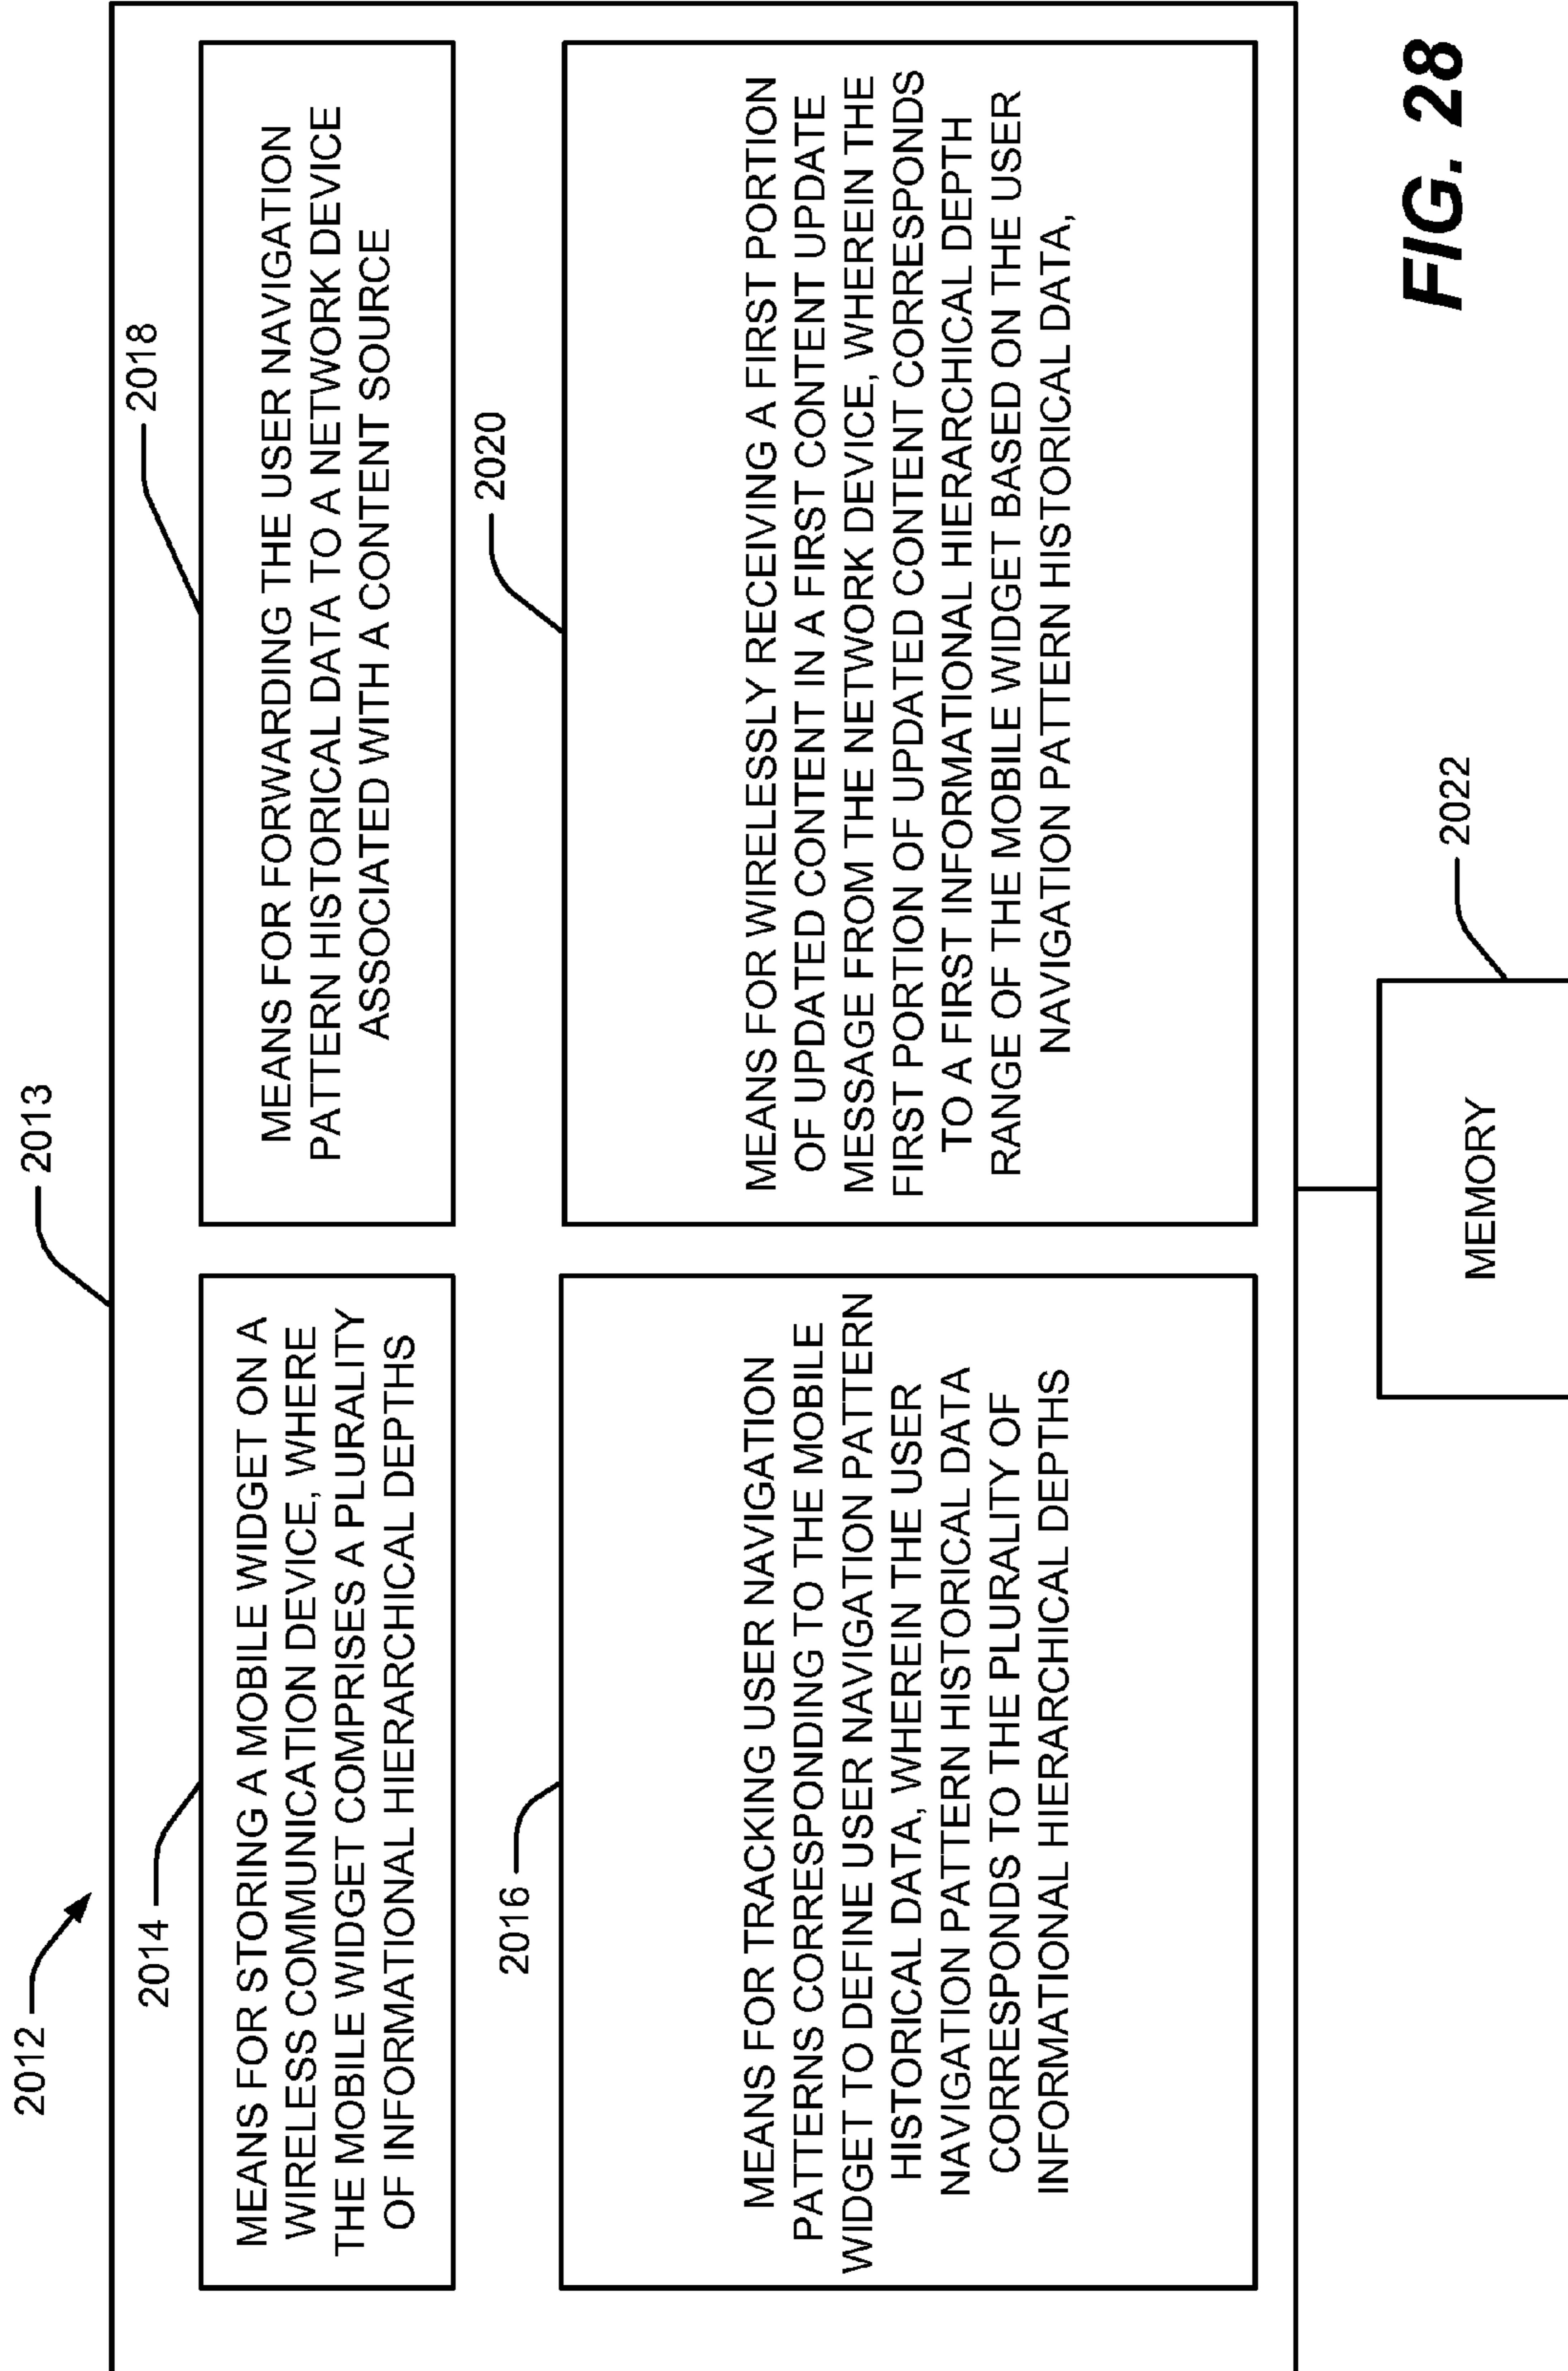 2012
2013
2014
MEANS FOR STORING A MOBILE WIDGET ON A
WIRELESS COMMUNICATION DEVICE, WHERE
THE MOBILE WIDGET COMPRISES A PLURALITY
OF INFORMATIONAL HIERARCHICAL DEPTHS
2018
MEANS FOR FORWARDING THE USER NAVIGATION
PATTERN HISTORICAL DATA TO A NETWORK DEVICE
ASSOCIATED WITH A CONTENT SOURCE
2016
MEANS FOR TRACKING USER NAVIGATION
PATTERNS CORRESPONDING TO THE MOBILE
WIDGET TO DEFINE USER NAVIGATION PATTERN
HISTORICAL DATA, WHEREIN THE USER
NAVIGATION PATTERN HISTORICAL DATA
CORRESPONDS TO THE PLURALITY OF
INFORMATIONAL HIERARCHICAL DEPTHS
2020
MEANS FOR WIRELESSLY RECEIVING A FIRST PORTION
OF UPDATED CONTENT IN A FIRST CONTENT UPDATE
MESSAGE FROM THE NETWORK DEVICE, WHEREIN THE
FIRST PORTION OF UPDATED CONTENT CORRESPONDS
TO A FIRST INFORMATIONAL HIERARCHICAL DEPTH
RANGE OF THE MOBILE WIDGET BASED ON THE USER
NAVIGATION PATTERN HISTORICAL DATA,
2022
MEMORY
FIG. 28